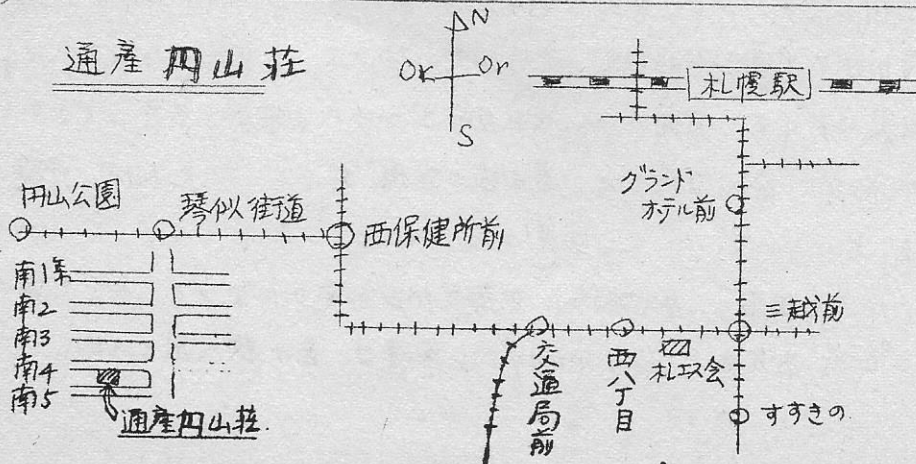 通産円山荘
N
Ok
Or
S
札幌駅
円山公園
琴似街道
西保健所前
グランド
ホテル前
南1条
南2
南3
南4
南5
通産円山荘
交通局前
西八丁目
札エス会
三越前
すすきの